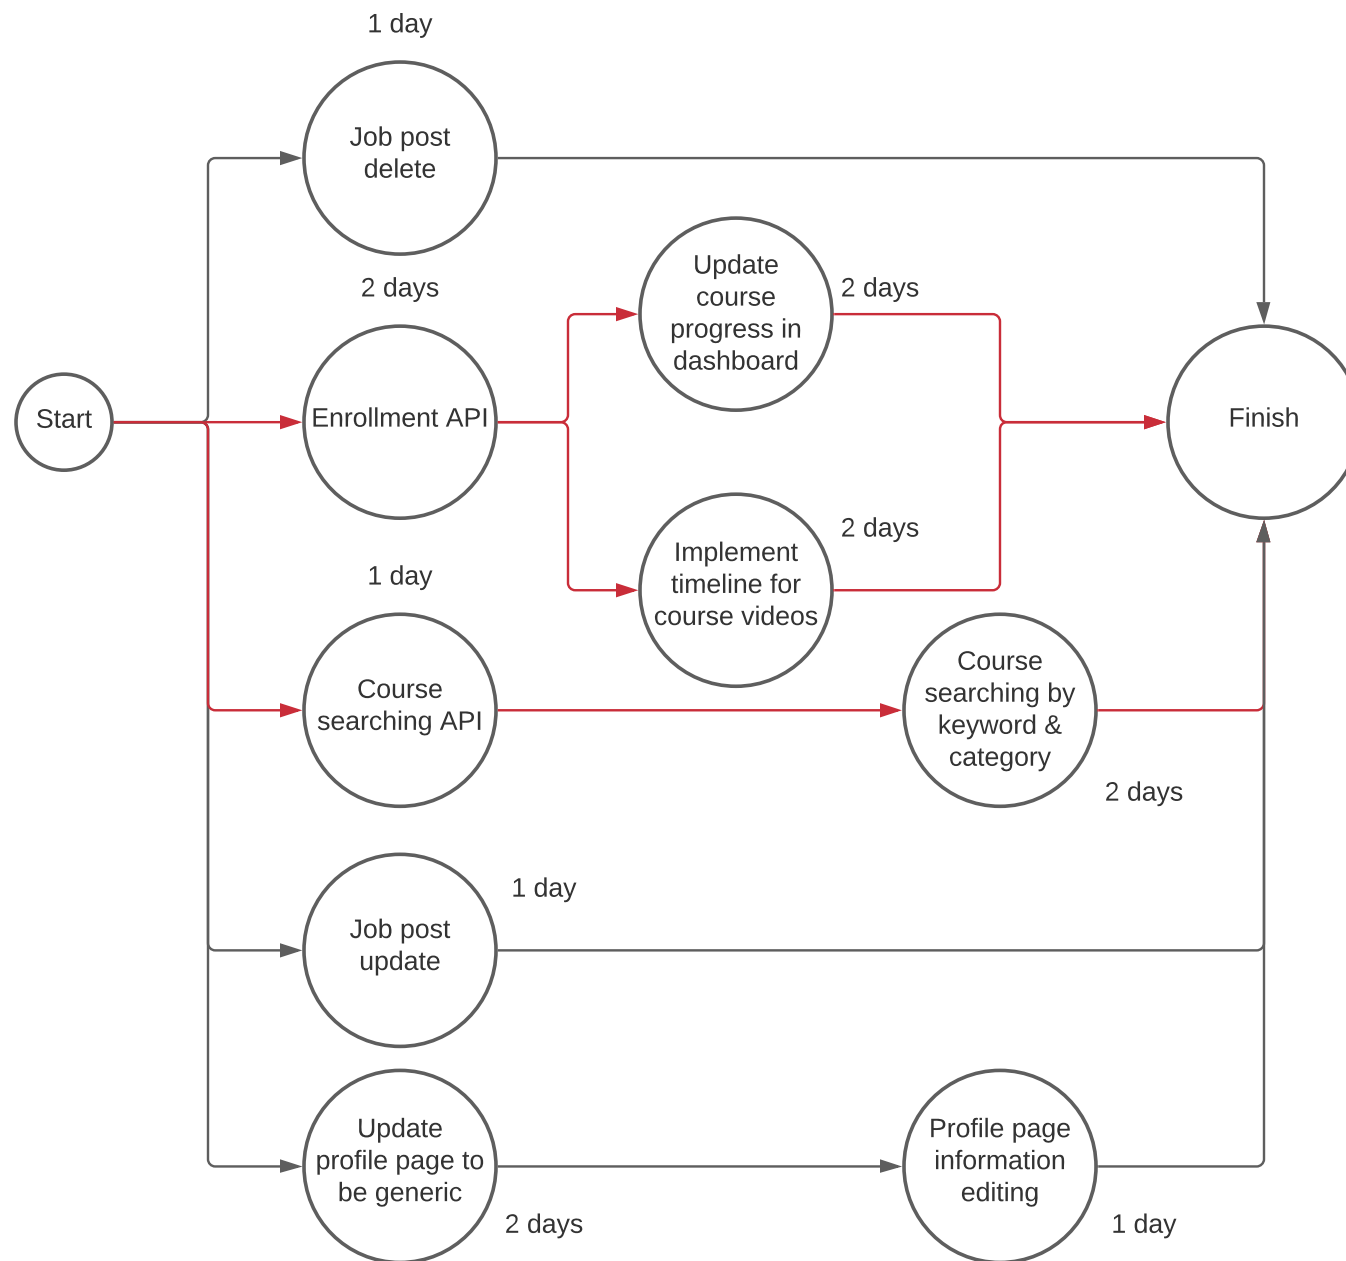 1 day
Job post
delete
2 days
Update
course
progress in
dashboard
2 days
Start
Enrollment API
Finish
Implement
timeline for
course videos
2 days
1 day
Course
searching API
Course
searching by
keyword &
category
2 days
Job post
update
1 day
Update
profile page to
be generic
2 days
Profile page
information
editing
1 day